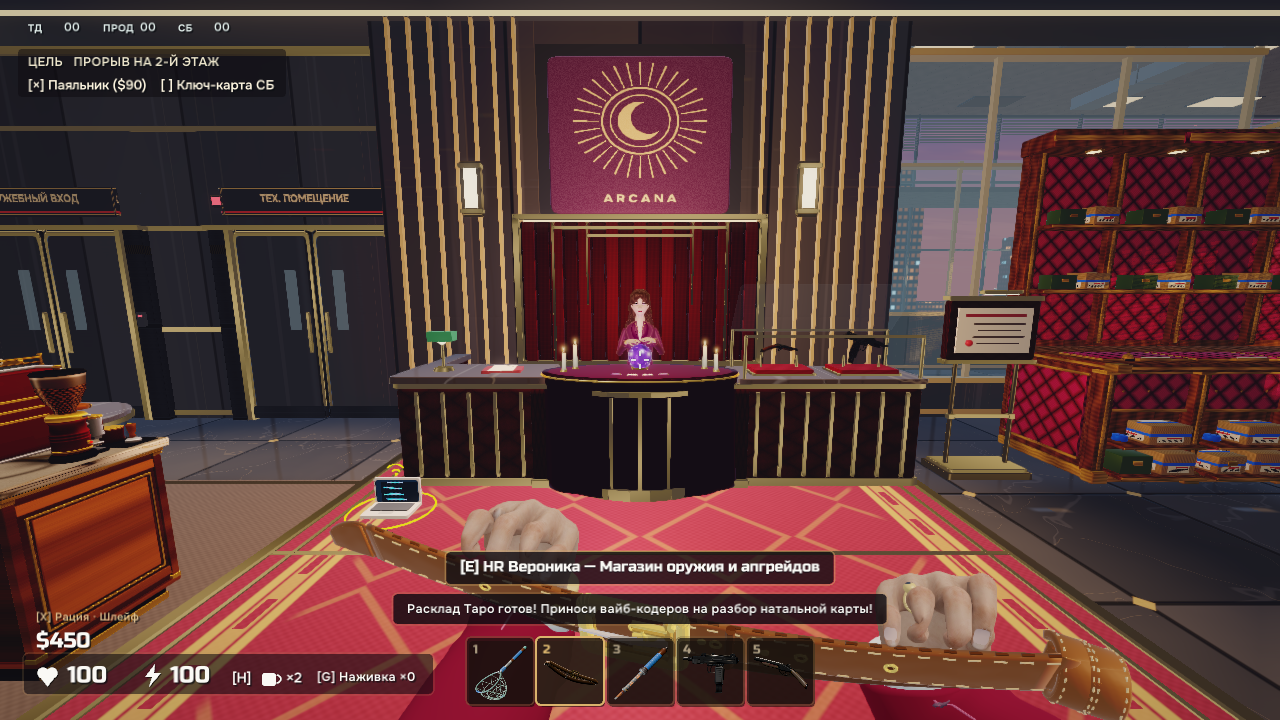 ТД 00 ПРОД 00 СБ 00
ЦЕЛЬ ПРОРЫВ НА 2-Й ЭТАЖ
[×] Паяльник ($90) [ ] Ключ-карта СБ
ЖЕБНЫЙ ВХОД
ТЕХ. ПОМЕЩЕНИЕ
ARCANA
[E] HR Вероника — Магазин оружия и апгрейдов
Расклад Таро готов! Приноси вайб-кодеров на разбор натальной карты!
[X] Рация · Шлейф
$450
100 100 [H] ×2 [G] Наживка ×0
1 2 3 4 5